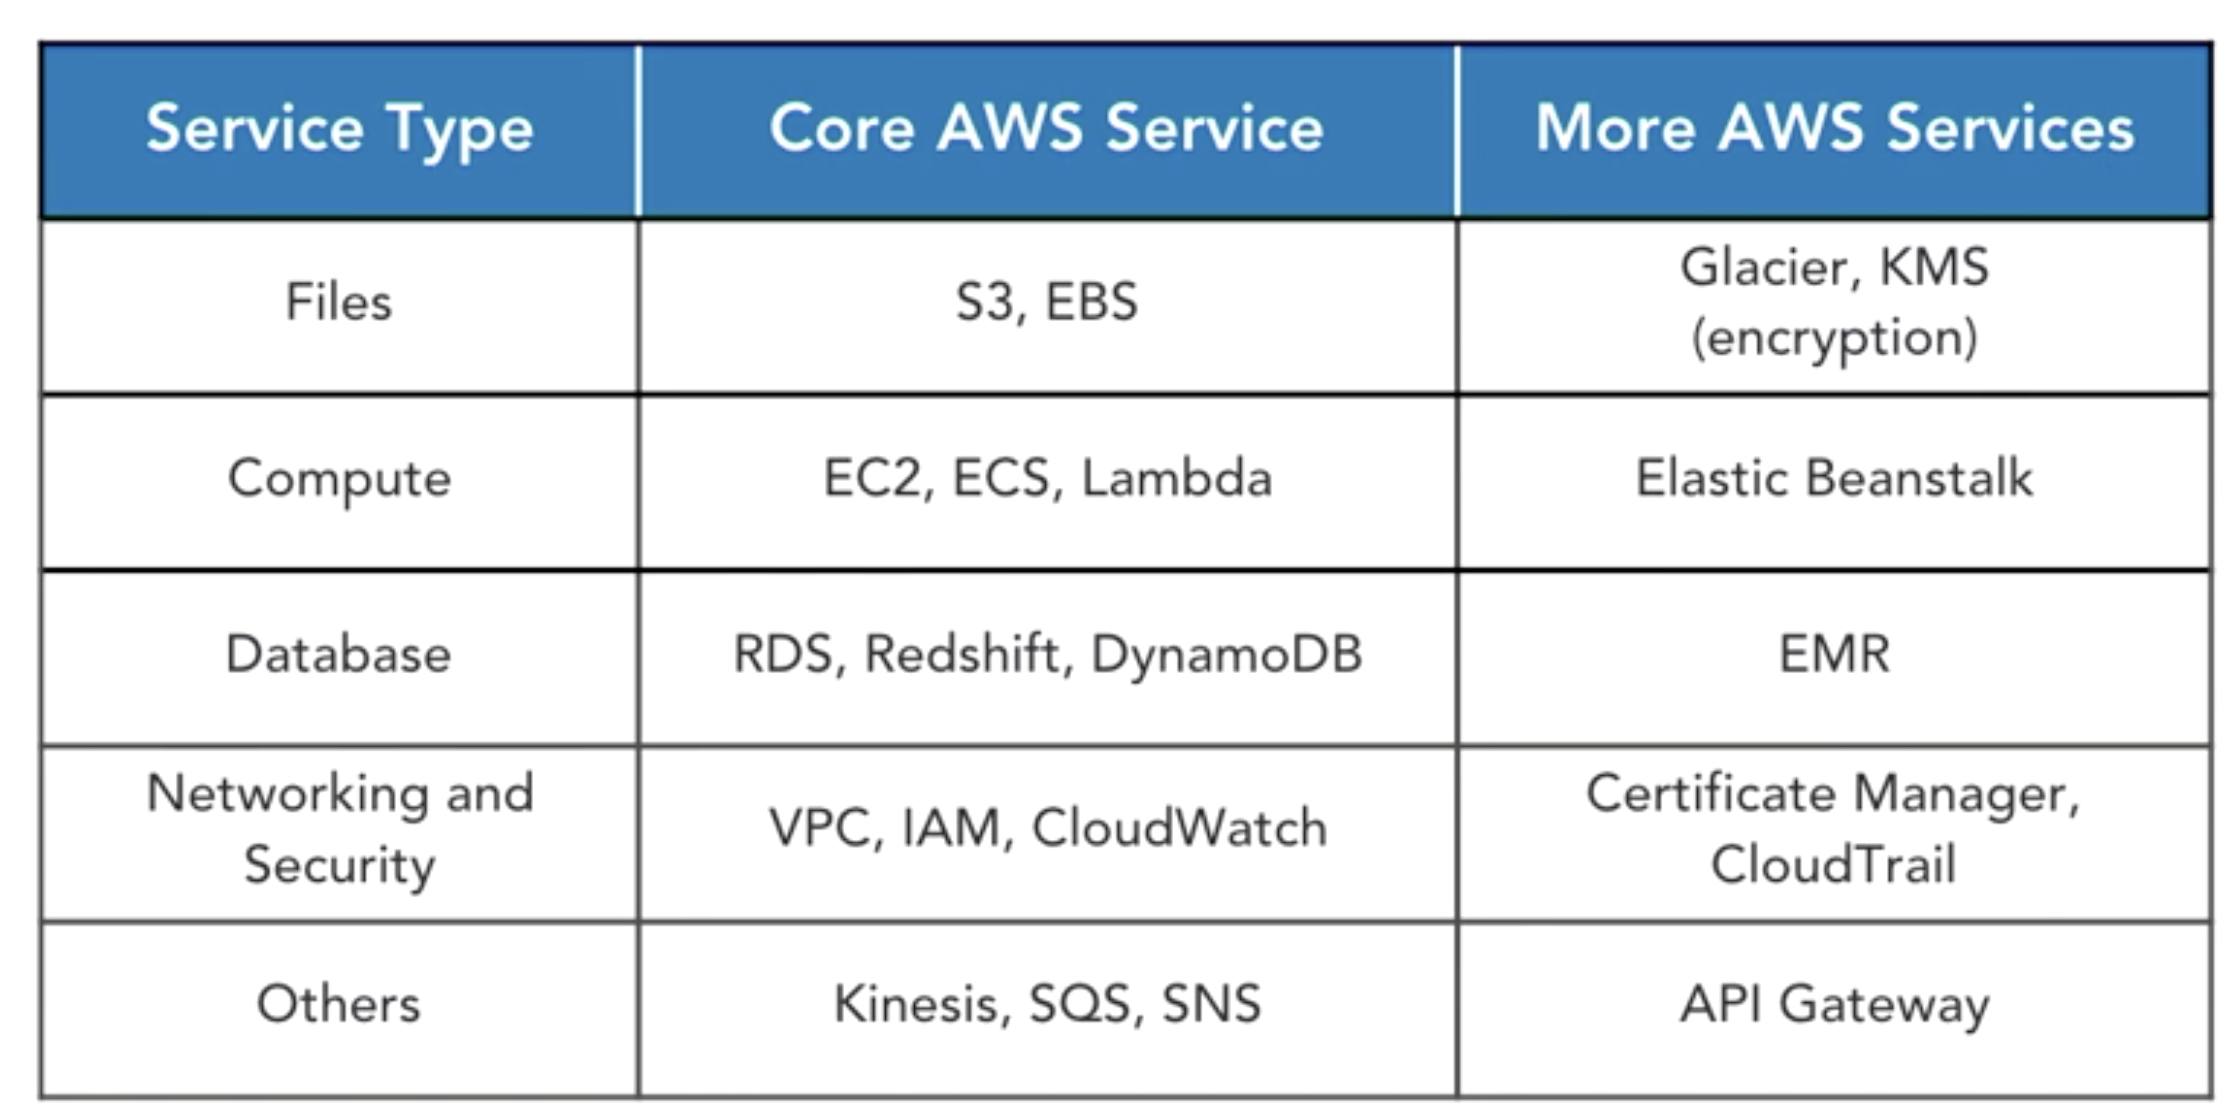 Service Type
Core AWS Service
More AWS Services
Files
S3, EBS
Glacier, KMS
(encryption)
Compute
EC2, ECS, Lambda
Elastic Beanstalk
Database
RDS, Redshift, DynamoDB
EMR
Networking and
Security
VPC, IAM, CloudWatch
Certificate Manager,
CloudTrail
Others
Kinesis, SQS, SNS
API Gateway